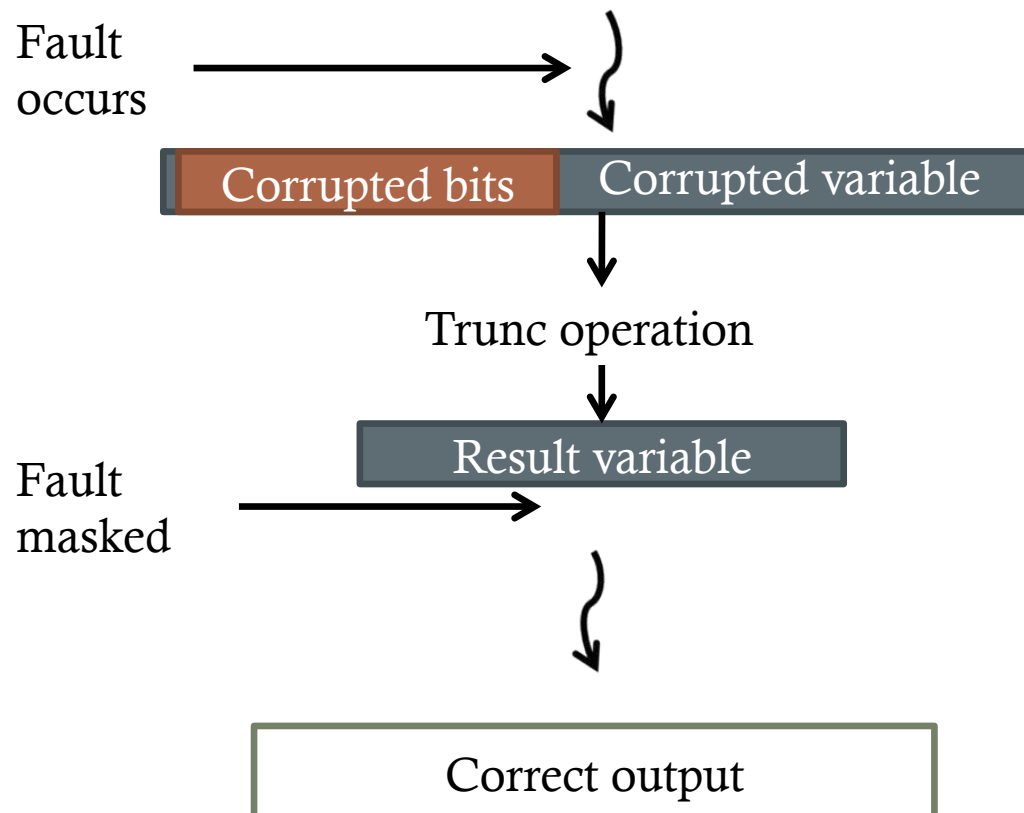 Fault
occurs
Corrupted bits
Corrupted variable
Trunc operation
Result variable
Fault
masked
Correct output